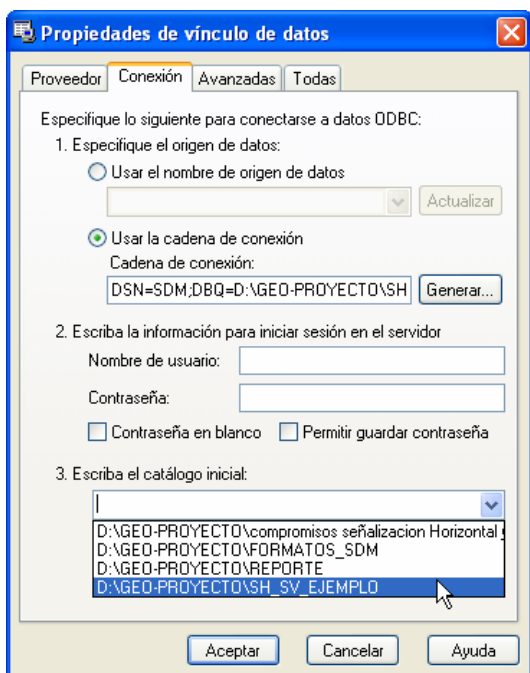 Propiedades de vínculo de datos
Proveedor Conexión Avanzadas Todas
Especifique lo siguiente para conectarse a datos ODBC:
1. Especifique el origen de datos:
Usar el nombre de origen de datos
Actualizar
Usar la cadena de conexión
Cadena de conexión:
DSN=SDM;DBQ=D:\GEO-PROYECTO\SH Generar...
2. Escriba la información para iniciar sesión en el servidor
Nombre de usuario:
Contraseña:
Contraseña en blanco Permitir guardar contraseña
3. Escriba el catálogo inicial:
D:\GEO-PROYECTO\compromisos señalizacion Horizontal
D:\GEO-PROYECTO\FORMATOS_SDM
D:\GEO-PROYECTO\REPORTE
D:\GEO-PROYECTO\SH_SV_EJEMPLO
Aceptar Cancelar Ayuda